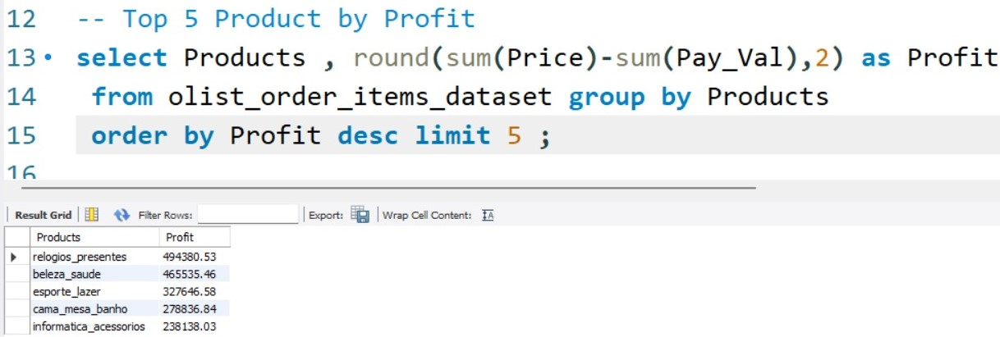 12 -- Top 5 Product by Profit
13 select Products , round(sum(Price)-sum(Pay_Val),2) as Profit
14 from olist_order_items_dataset group by Products
15 order by Profit desc limit 5 ;
16
Result Grid Filter Rows: Export: Wrap Cell Content: IA
Products Profit
relogios_presentes 494380.53
beleza_saude 465535.46
esporte_lazer 327646.58
cama_mesa_banho 278836.84
informatica_acessorios 238138.03